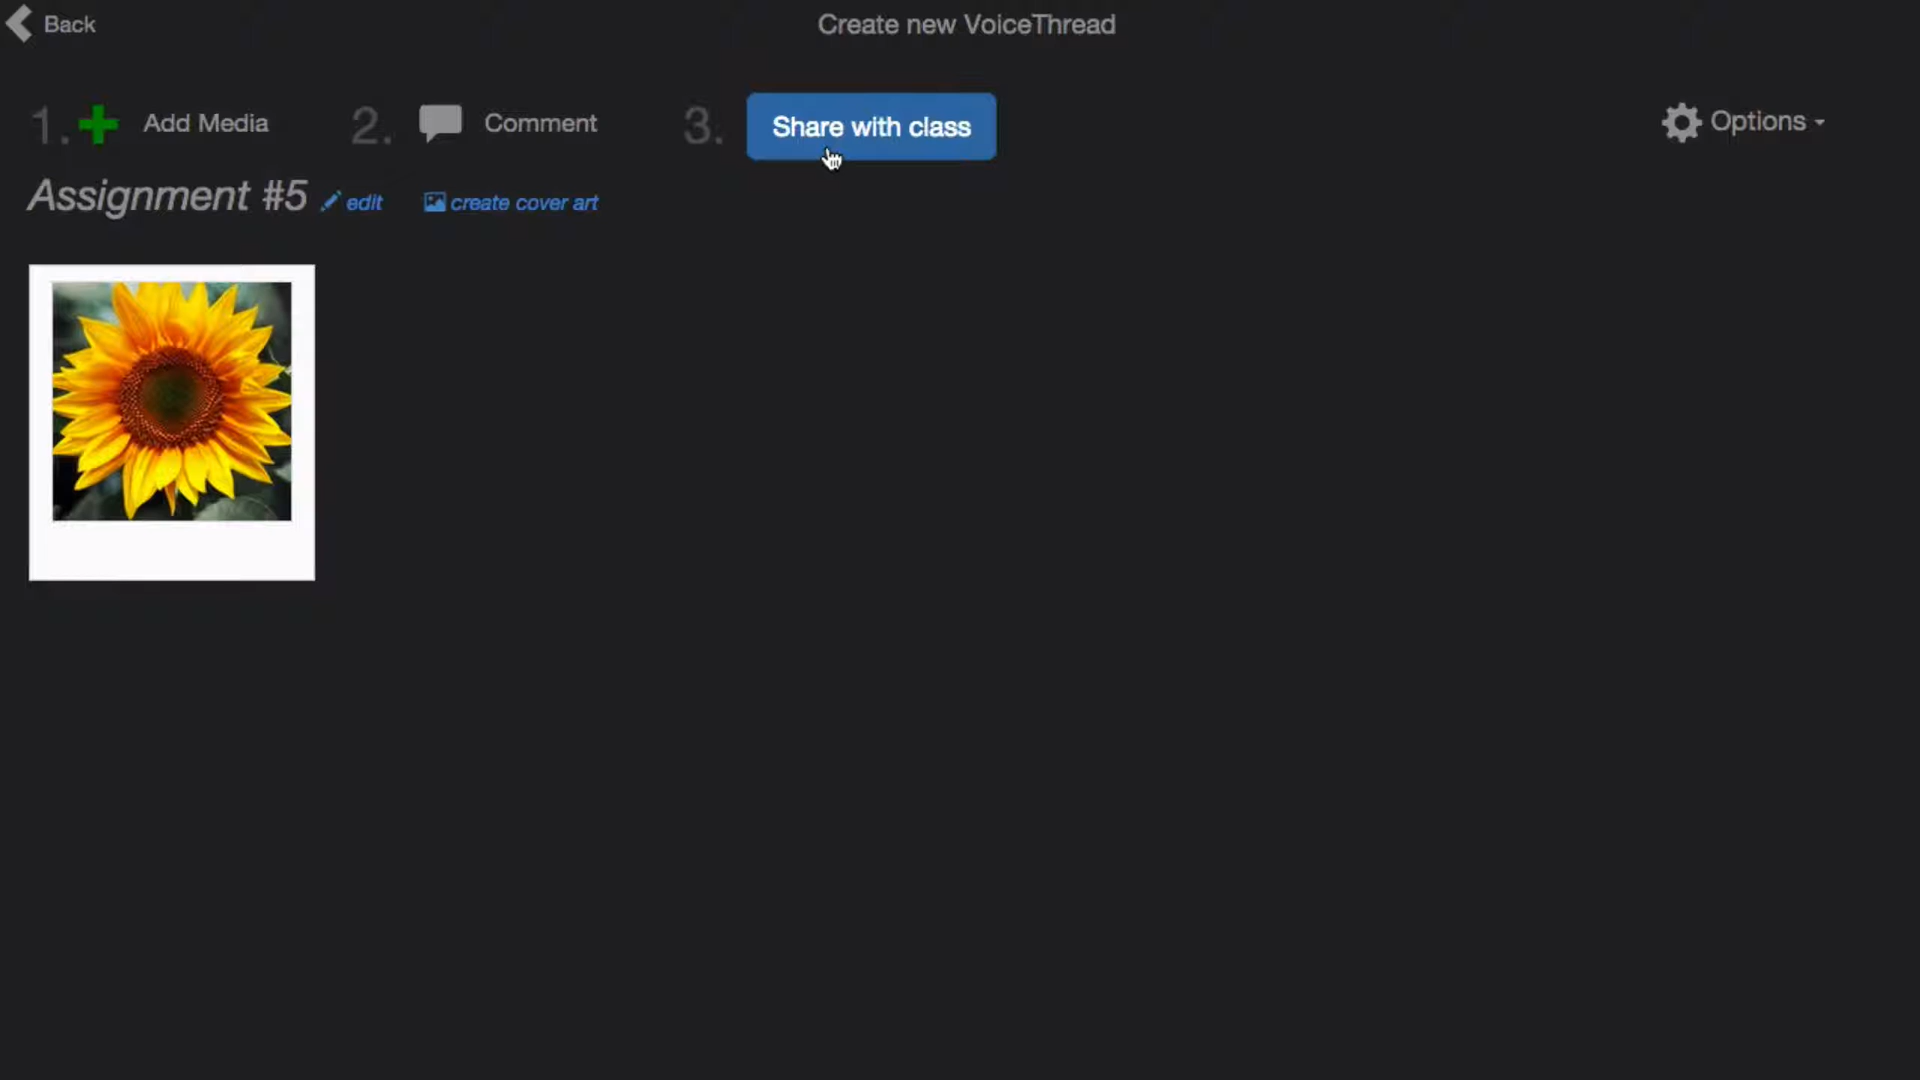 Back
Create new VoiceThread
1. Add Media
2. Comment
3. Share with class
Options
Assignment #5 edit create cover art